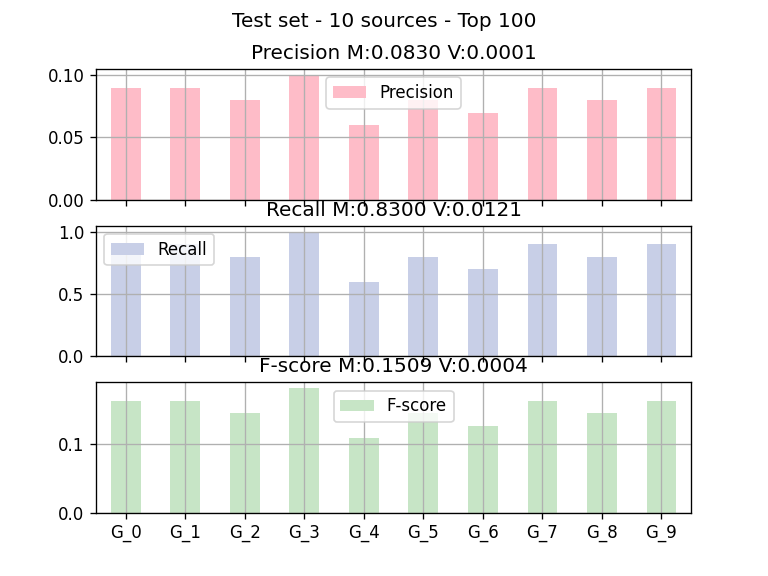 Test set - 10 sources - Top 100
Precision M:0.0830 V:0.0001
0.10
Precision
0.05
0.00
Recall M:0.8300 V:0.0121
1.0
Recall
0.5
0.0
F-score M:0.1509 V:0.0004
F-score
0.1
0.0
G_0 G_1 G_2 G_3 G_4 G_5 G_6 G_7 G_8 G_9